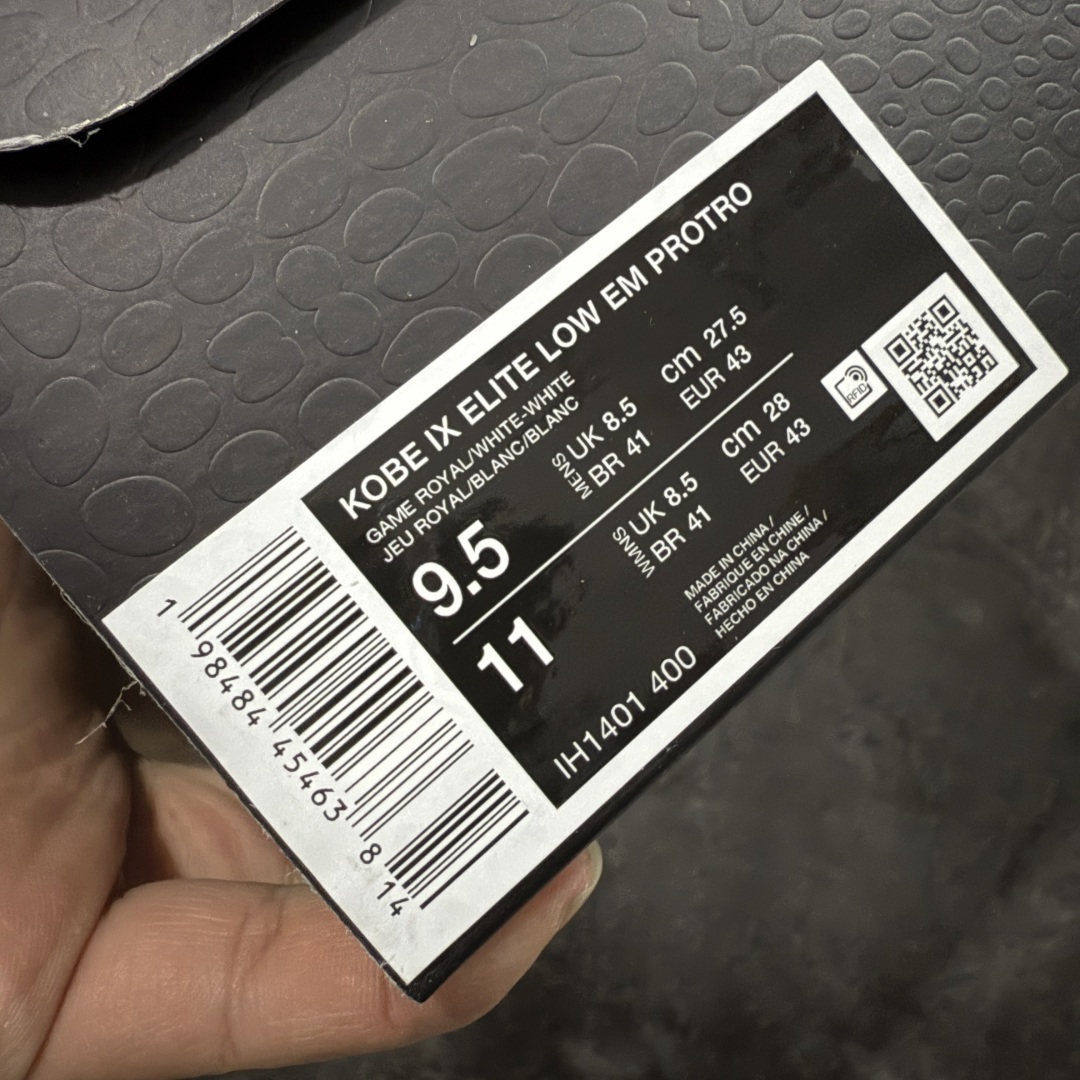 KOBE IX ELITE LOW EM PROTRO
GAME ROYAL/WHITE-WHITE
JEU ROYAL/BLANC/BLANC
9.5
MENS
UK 8.5
BR 41
cm 27.5
EUR 43
11
WMNS
UK 8.5
BR 41
cm 28
EUR 43
RFID
MADE IN CHINA /
FABRIQUE EN CHINE /
FABRICADO NA CHINA /
HECHO EN CHINA
IH1401 400
1 98484 45463 8 14